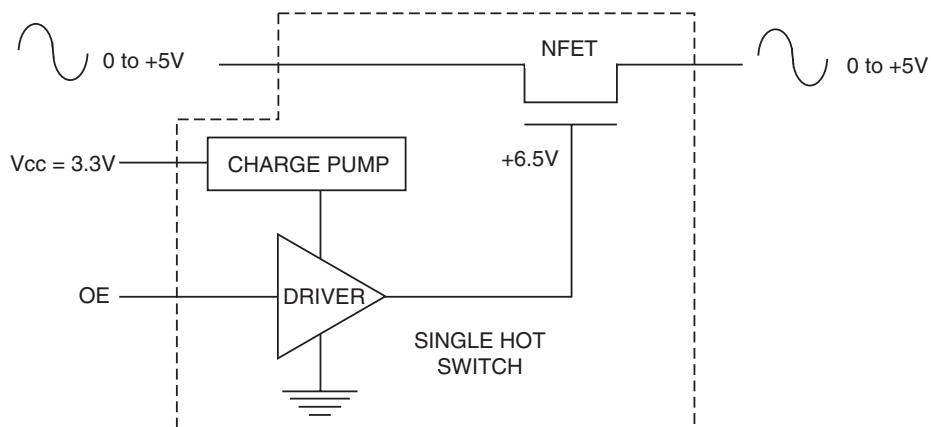 NFET
0 to +5V
0 to +5V
Vcc = 3.3V
CHARGE PUMP
+6.5V
OE
DRIVER
SINGLE HOT
SWITCH